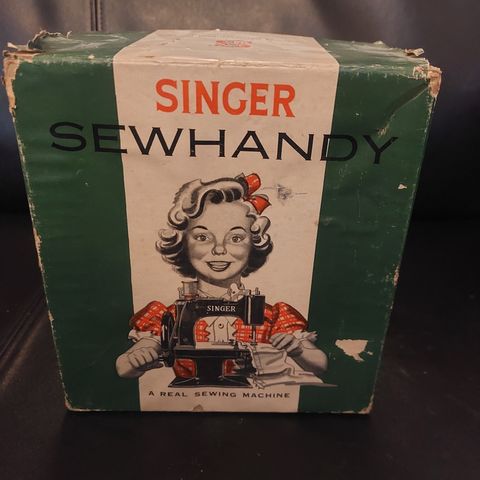 SINGER
SEWHANDY
SINGER
A REAL SEWING MACHINE